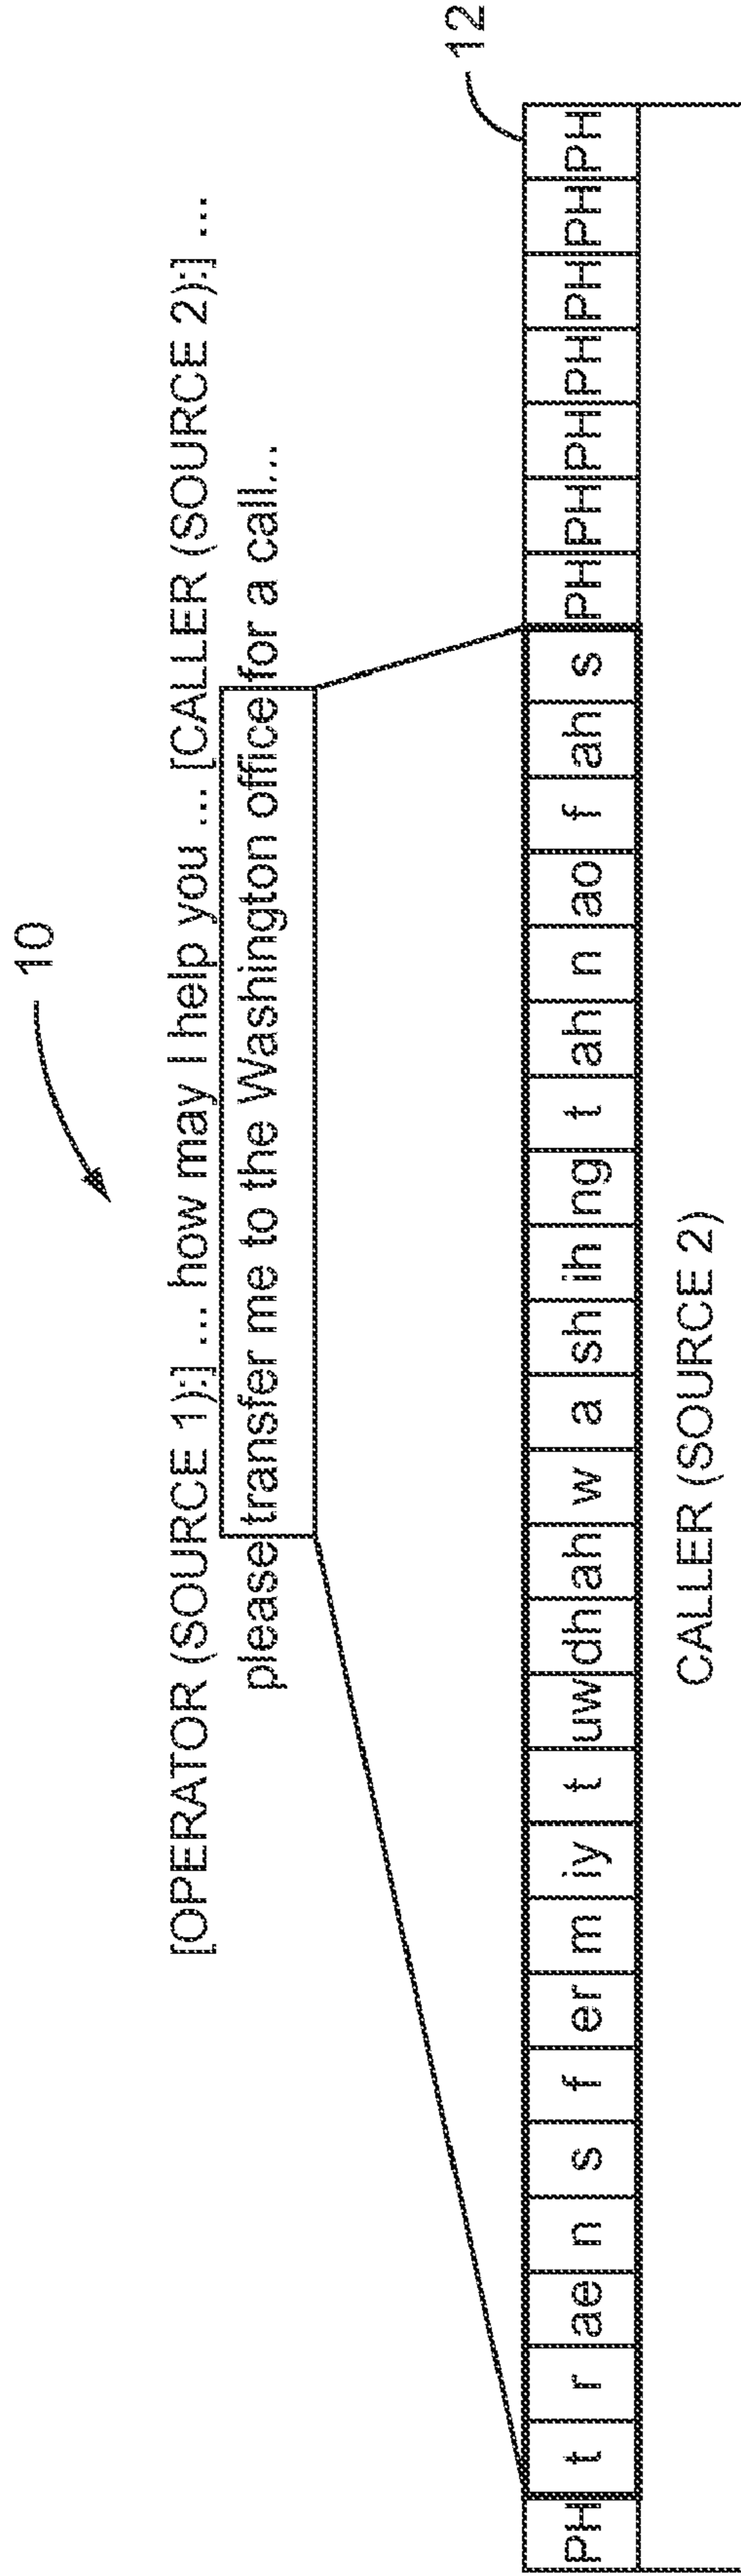 10
[OPERATOR (SOURCE 1):] ... how may I help you ... [CALLER (SOURCE 2):] ...
please transfer me to the Washington office for a call...
12
PH t r ae n s f er m iy t uw dh ah w a sh ih ng t ah n ao f ah s PH PH PH PH PH PH PH
CALLER (SOURCE 2)